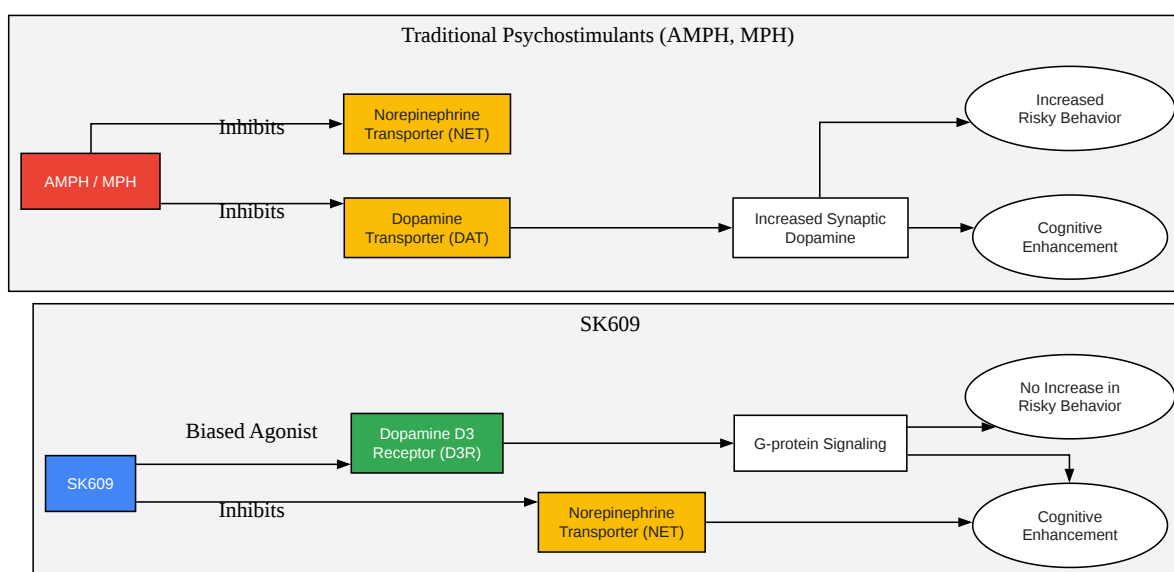 Traditional Psychostimulants (AMPH, MPH)
Increased
Risky Behavior
Inhibits
Norepinephrine
Transporter (NET)
AMPH / MPH
Inhibits
Dopamine
Transporter (DAT)
Increased Synaptic
Dopamine
Cognitive
Enhancement
SK609
No Increase in
Risky Behavior
Biased Agonist
Dopamine D3
Receptor (D3R)
G-protein Signaling
SK609
Inhibits
Norepinephrine
Transporter (NET)
Cognitive
Enhancement